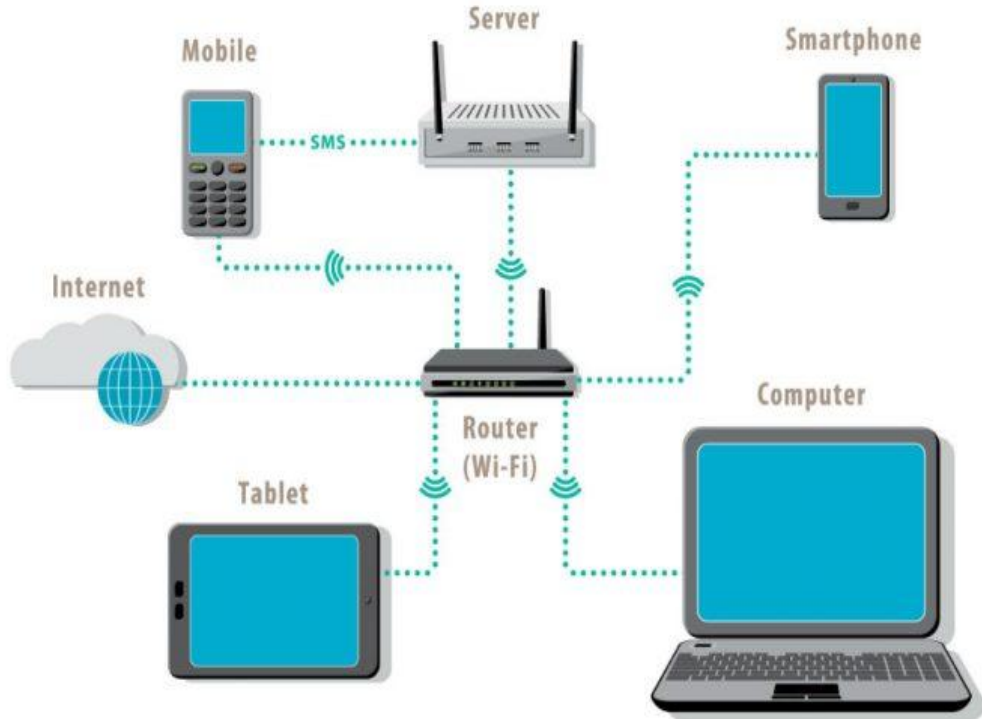 Server
Mobile
Smartphone
SMS
Internet
Computer
Router
(Wi-Fi)
Tablet